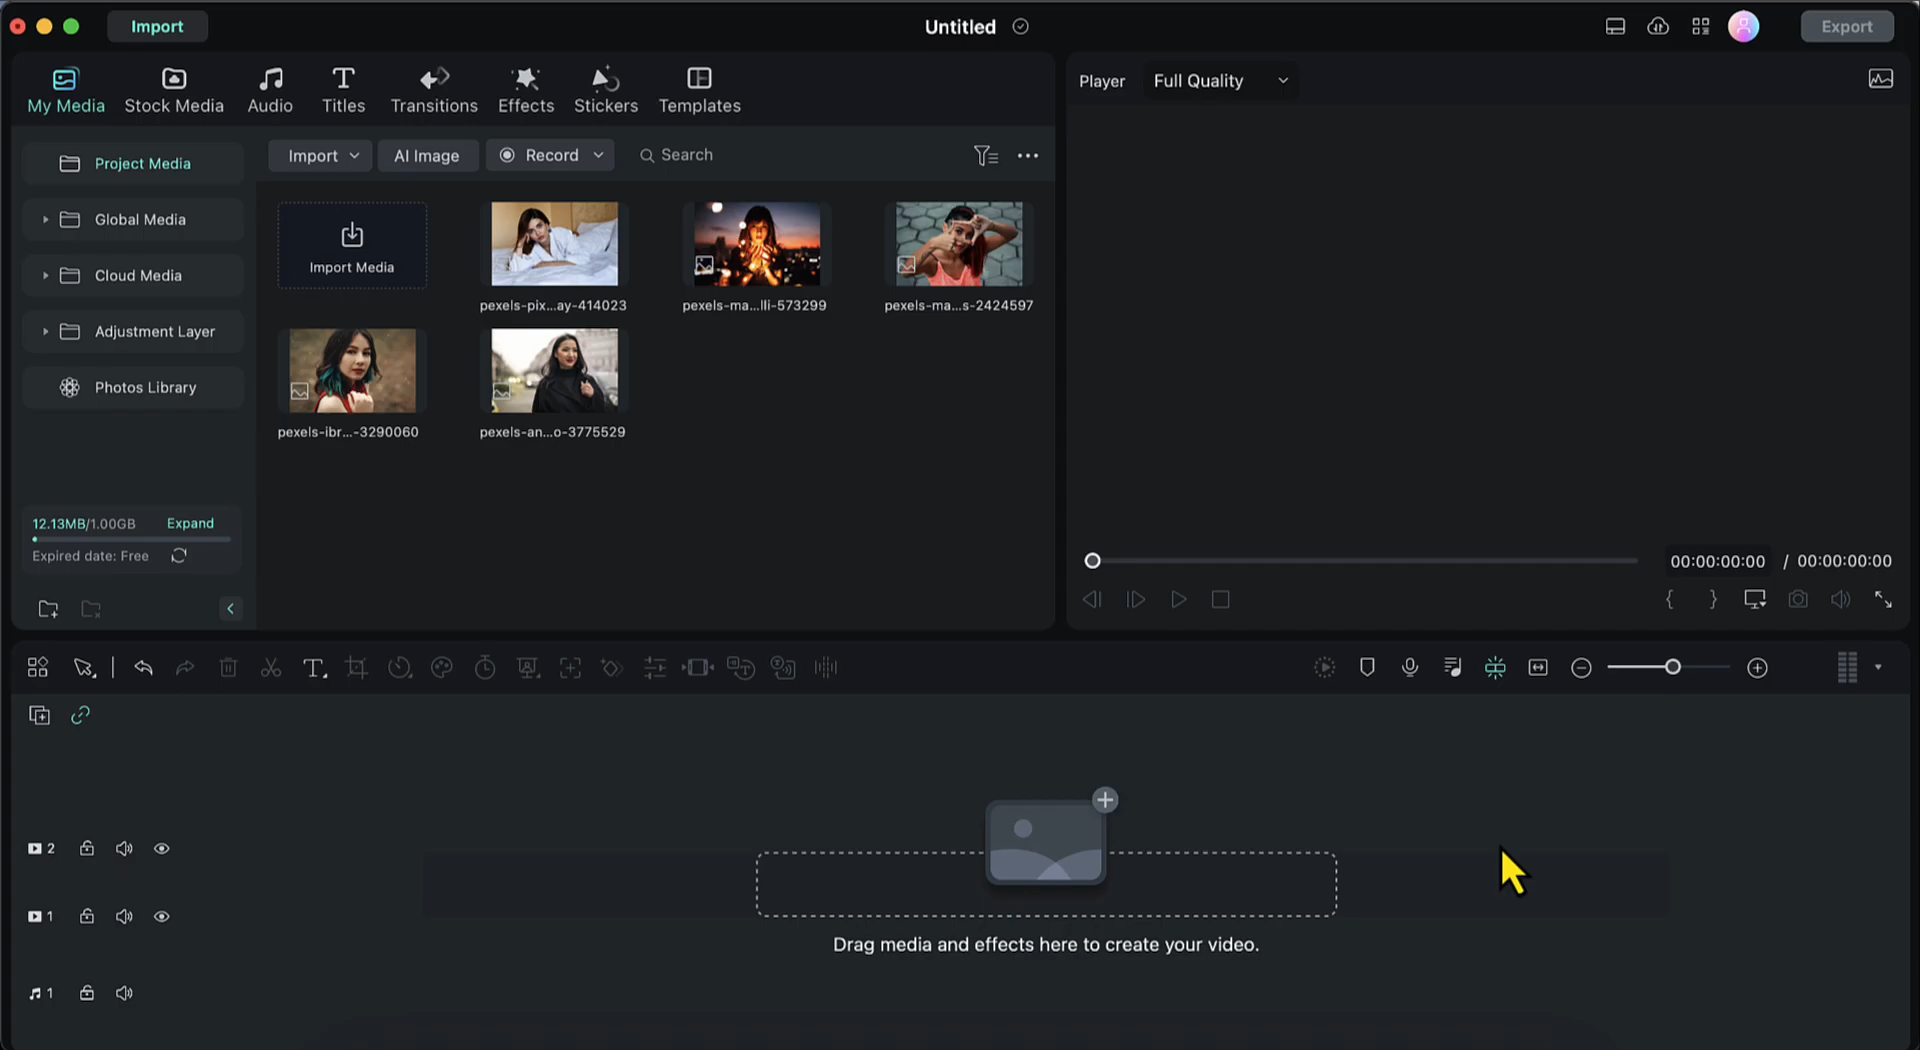 Import
Untitled
Export
My Media
Stock Media
Audio
Titles
Transitions
Effects
Stickers
Templates
Player
Full Quality
Project Media
Global Media
Cloud Media
Adjustment Layer
Photos Library
Import
AI Image
Record
Search
Import Media
pexels-pix...ay-414023
pexels-ma...lli-573299
pexels-ma...s-2424597
pexels-ibr...-3290060
pexels-an...o-3775529
12.13MB/1.00GB
Expand
Expired date: Free
00:00:00:00 / 00:00:00:00
2
1
Drag media and effects here to create your video.
1